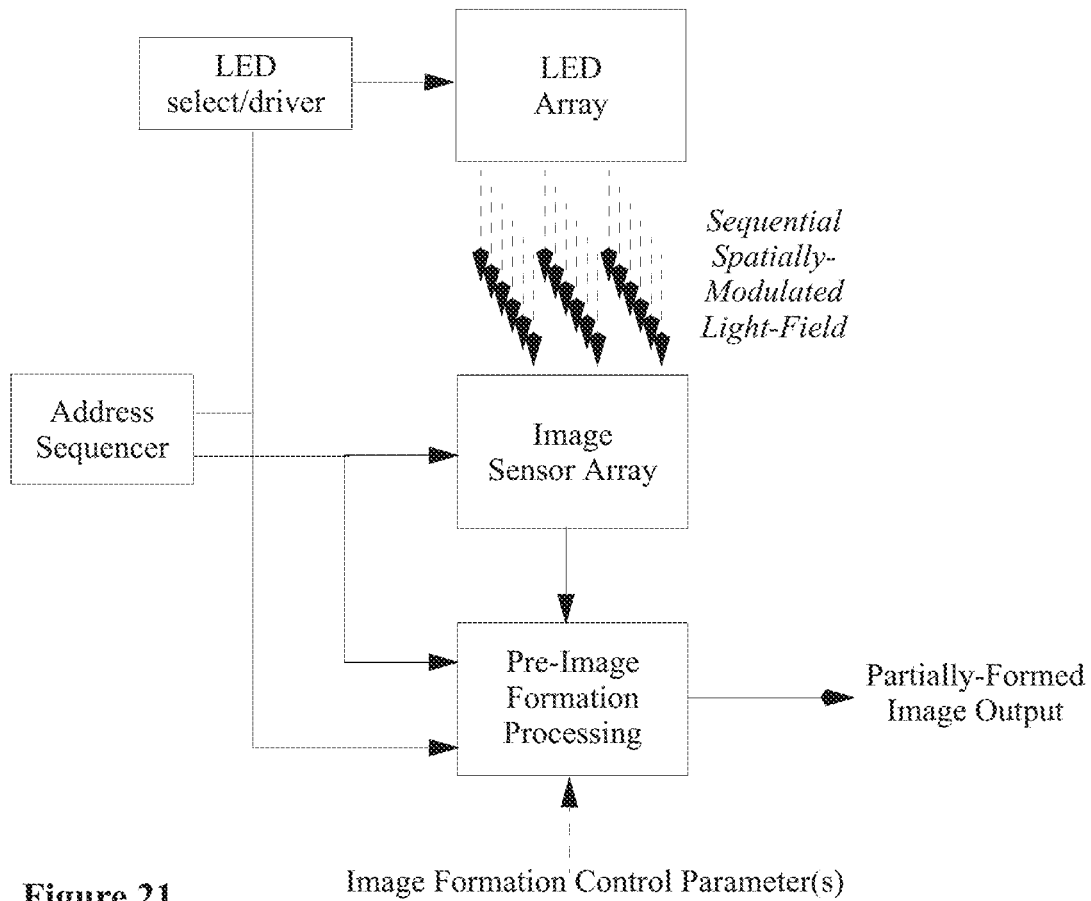 LED
select/driver
LED
Array
Sequential
Spatially-
Modulated
Light-Field
Address
Sequencer
Image
Sensor Array
Pre-Image
Formation
Processing
Partially-Formed
Image Output
Image Formation Control Parameter(s)
Figure 21